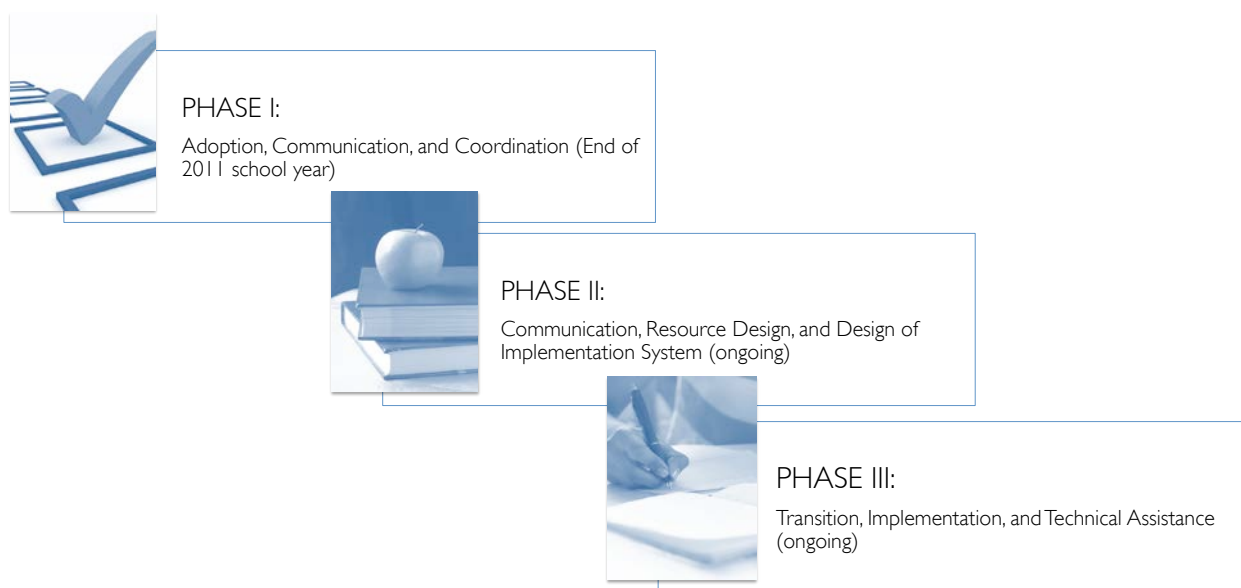 PHASE I:
Adoption, Communication, and Coordination (End of
2011 school year)
PHASE II:
Communication, Resource Design, and Design of
Implementation System (ongoing)
PHASE III:
Transition, Implementation, and Technical Assistance
(ongoing)